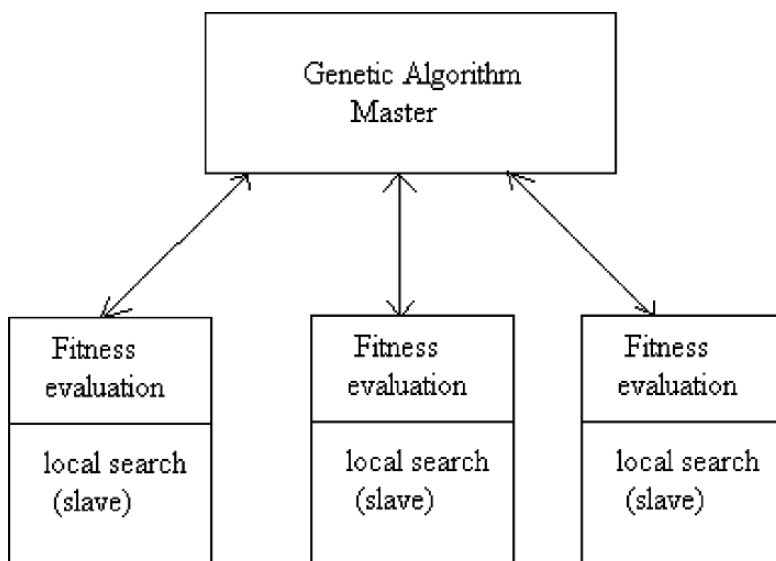 Genetic Algorithm
Master
Fitness
evaluation
local search
(slave)
Fitness
evaluation
local search
(slave)
Fitness
evaluation
local search
(slave)